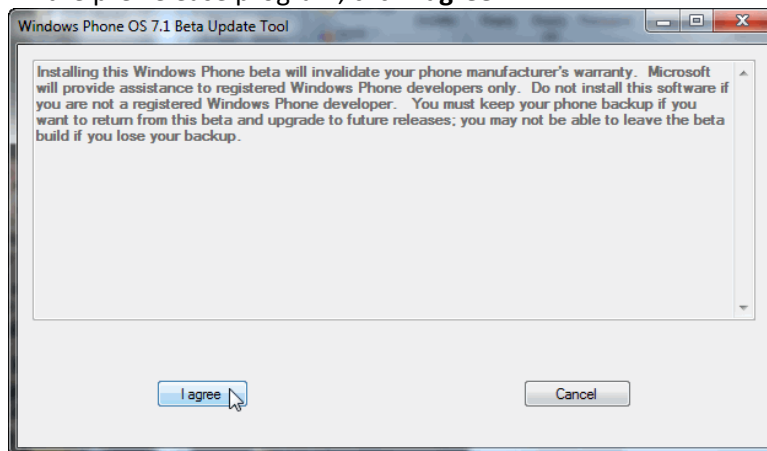 Windows Phone OS 7.1 Beta Update Tool
Installing this Windows Phone beta will invalidate your phone manufacturer's warranty.  Microsoft
will provide assistance to registered Windows Phone developers only.  Do not install this software if
you are not a registered Windows Phone developer.   You must keep your phone backup if you
want to return from this beta and upgrade to future releases; you may not be able to leave the beta
build if you lose your backup.
I agree
Cancel